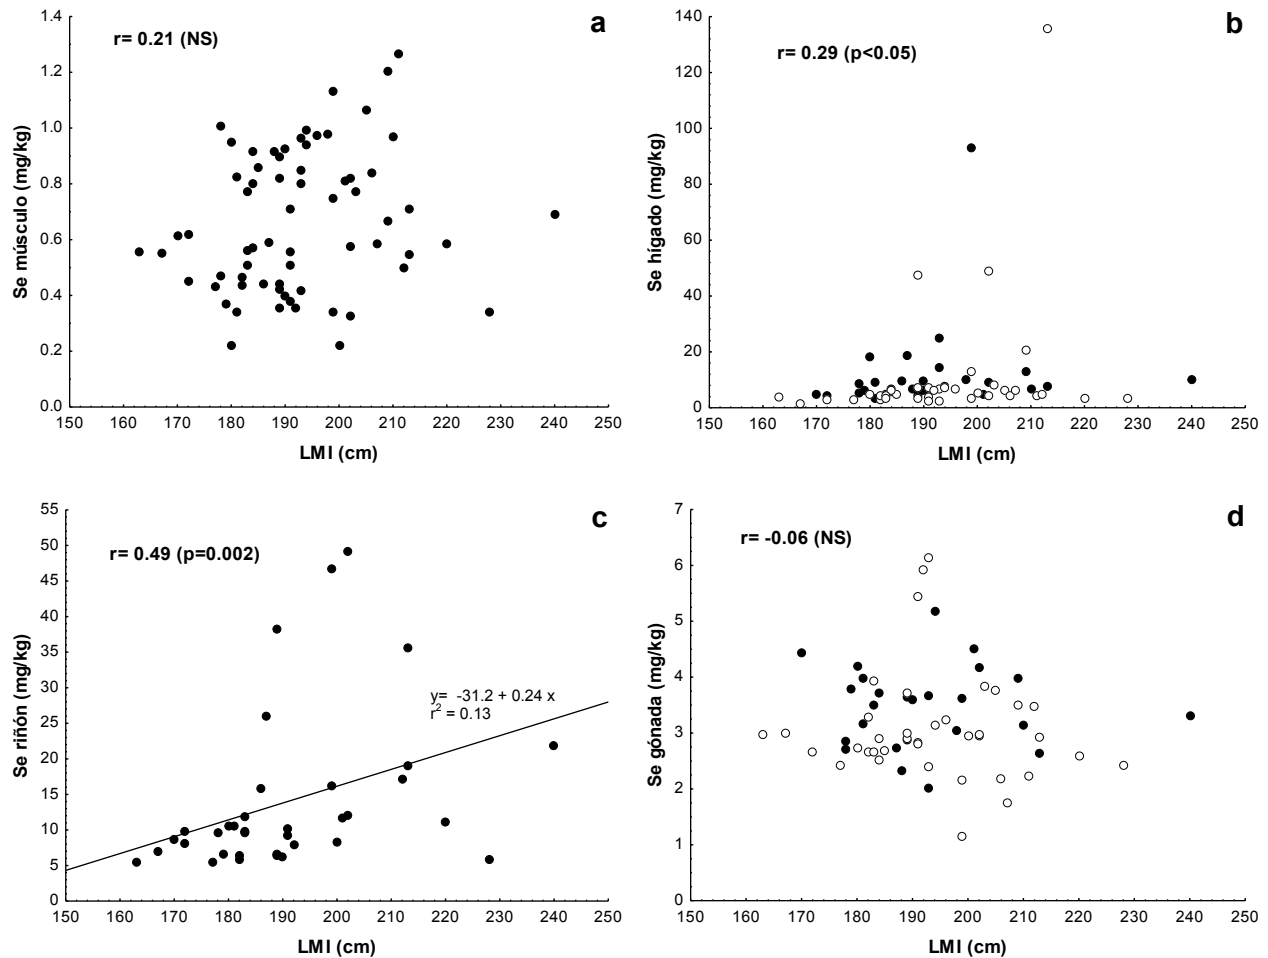 a
r= 0.21 (NS)
Se músculo (mg/kg)
1.4
1.2
1.0
0.8
0.6
0.4
0.2
0.0
150 160 170 180 190 200 210 220 230 240 250
LMI (cm)
b
r= 0.29 (p<0.05)
Se hígado (mg/kg)
140
120
100
80
60
40
20
0
150 160 170 180 190 200 210 220 230 240 250
LMI (cm)
c
r= 0.49 (p=0.002)
Se riñón (mg/kg)
55
50
45
40
35
30
25
20
15
10
5
0
y= -31.2 + 0.24 x
r² = 0.13
150 160 170 180 190 200 210 220 230 240 250
LMI (cm)
d
r= -0.06 (NS)
Se gónada (mg/kg)
7
6
5
4
3
2
1
0
150 160 170 180 190 200 210 220 230 240 250
LMI (cm)